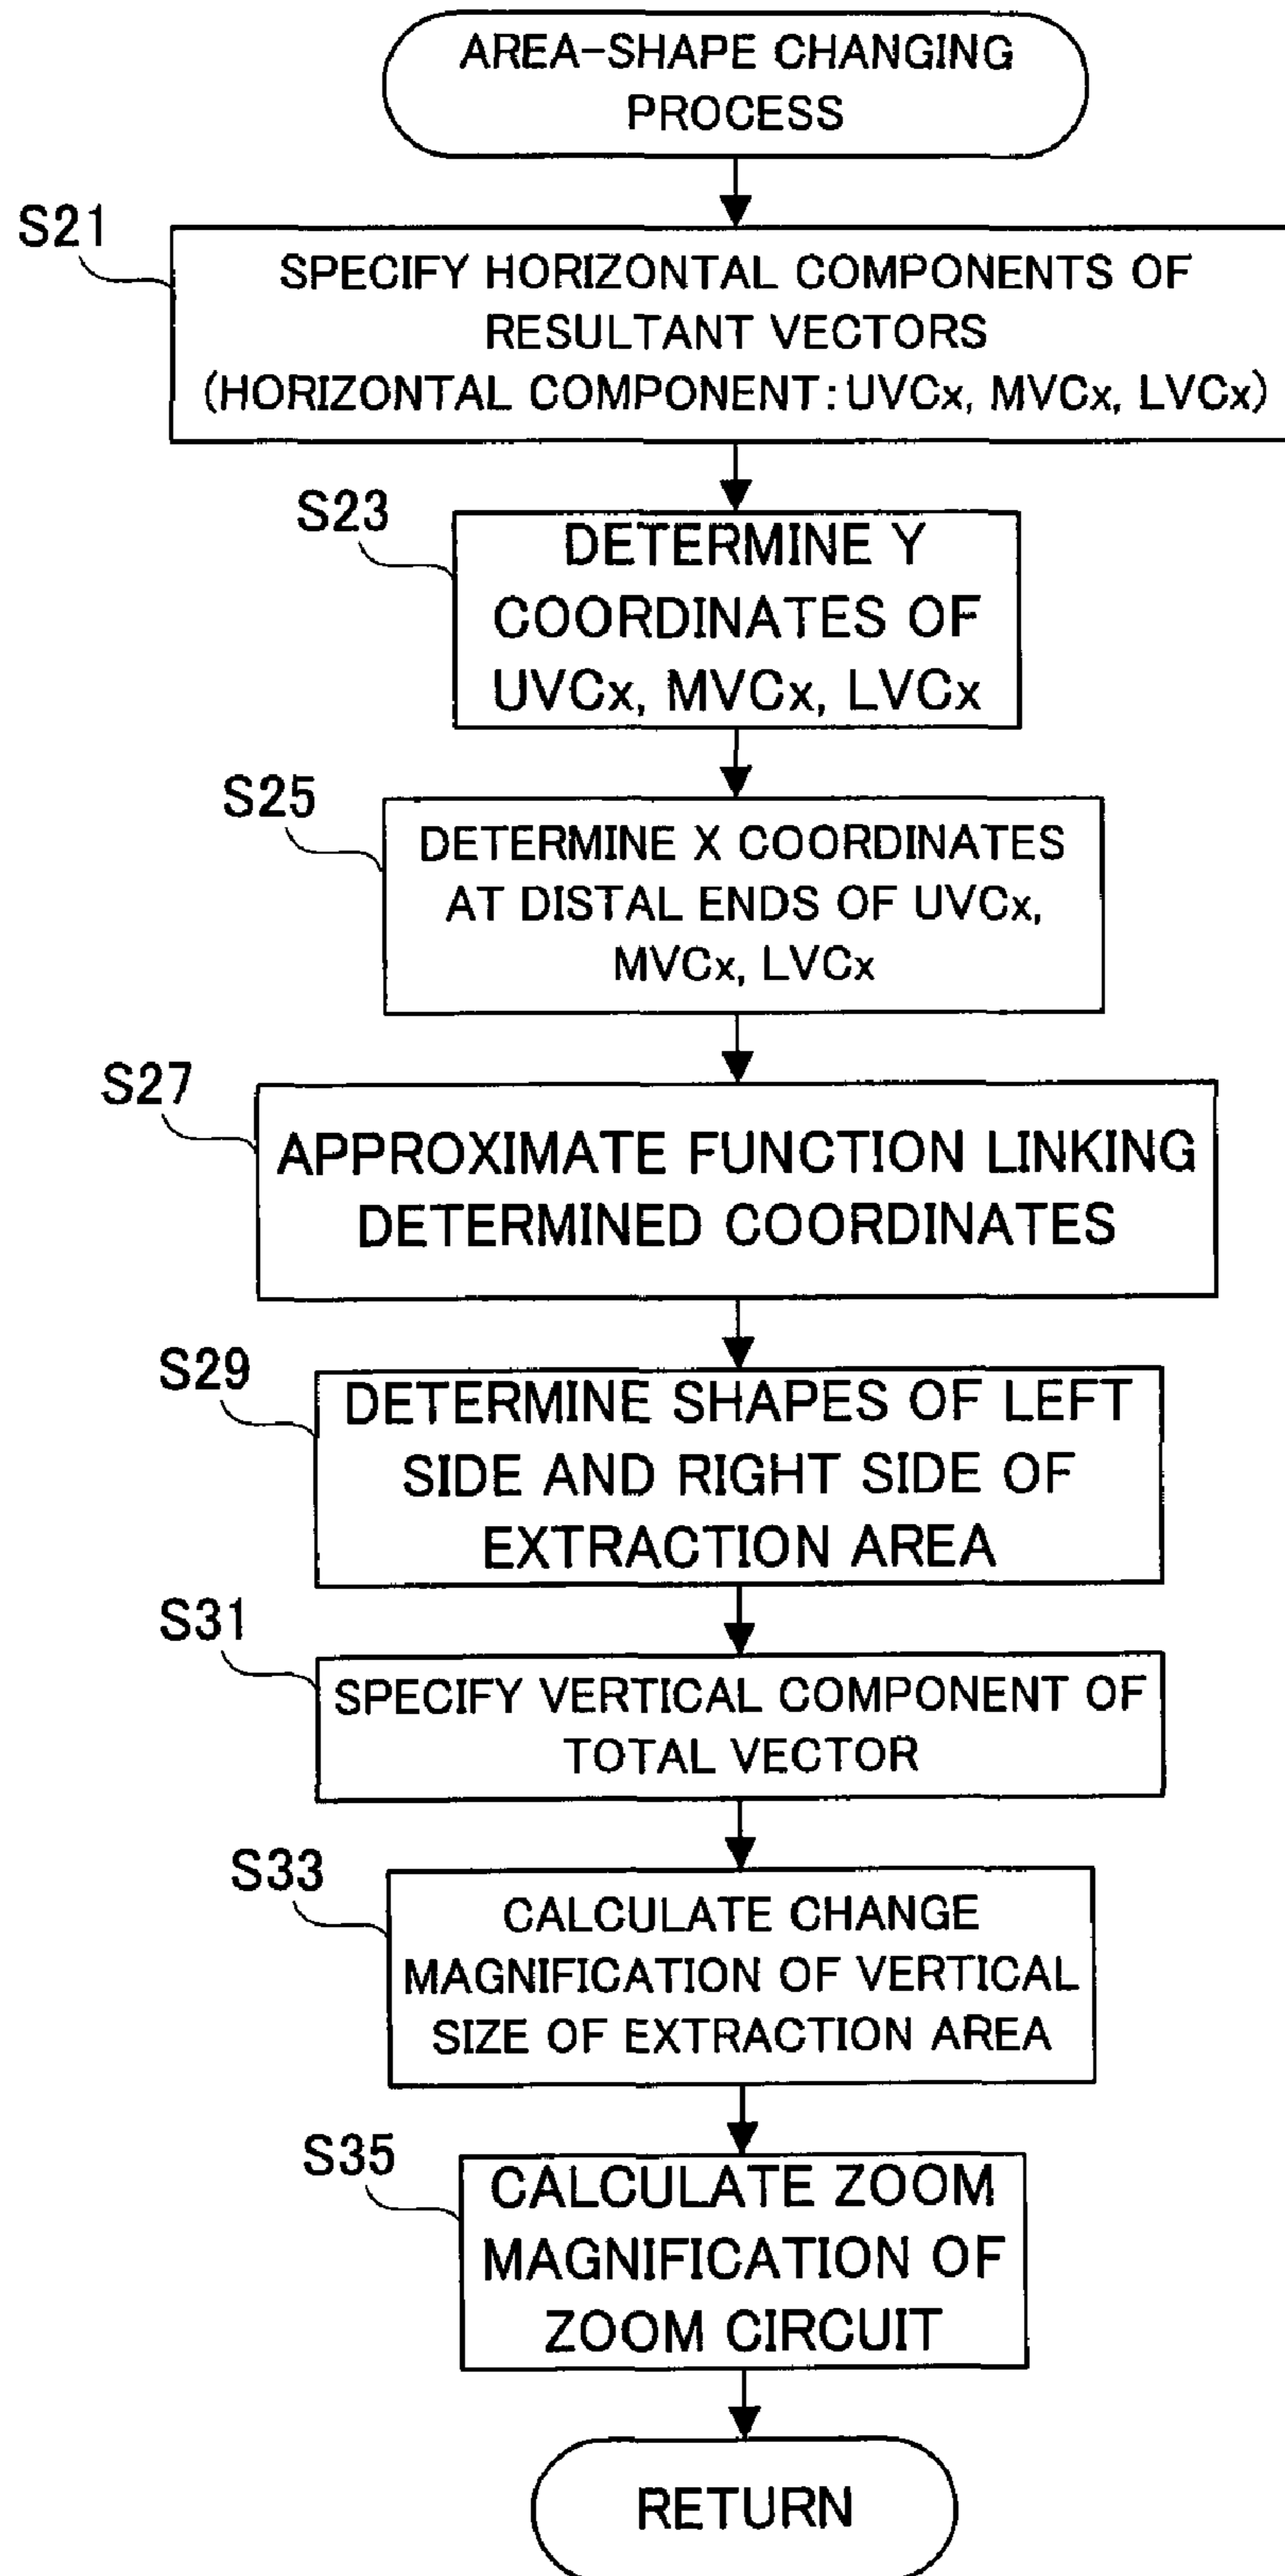 AREA-SHAPE CHANGING
PROCESS
S21
SPECIFY HORIZONTAL COMPONENTS OF
RESULTANT VECTORS
(HORIZONTAL COMPONENT: UVCx, MVCx, LVCx)
S23
DETERMINE Y
COORDINATES OF
UVCx, MVCx, LVCx
S25
DETERMINE X COORDINATES
AT DISTAL ENDS OF UVCx,
MVCx, LVCx
S27
APPROXIMATE FUNCTION LINKING
DETERMINED COORDINATES
S29
DETERMINE SHAPES OF LEFT
SIDE AND RIGHT SIDE OF
EXTRACTION AREA
S31
SPECIFY VERTICAL COMPONENT OF
TOTAL VECTOR
S33
CALCULATE CHANGE
MAGNIFICATION OF VERTICAL
SIZE OF EXTRACTION AREA
S35
CALCULATE ZOOM
MAGNIFICATION OF
ZOOM CIRCUIT
RETURN